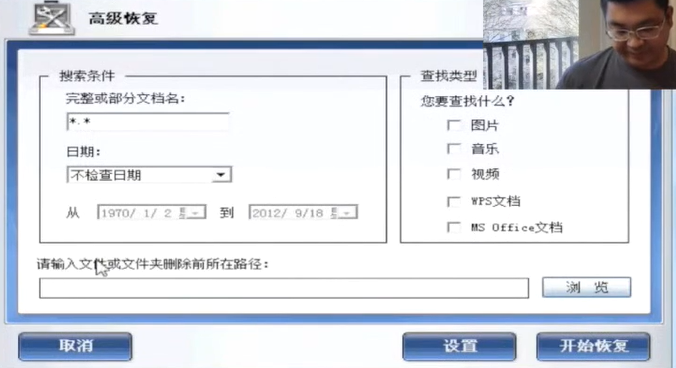 高级恢复
搜索条件
完整或部分文档名：
*.*
日期：
不检查日期
从 1970/ 1/ 2 到 2012/ 9/18
查找类型
您要查找什么？
图片
音乐
视频
WPS文档
MS Office文档
请输入文件或文件夹删除前所在路径：
浏 览
取消
设置
开始恢复